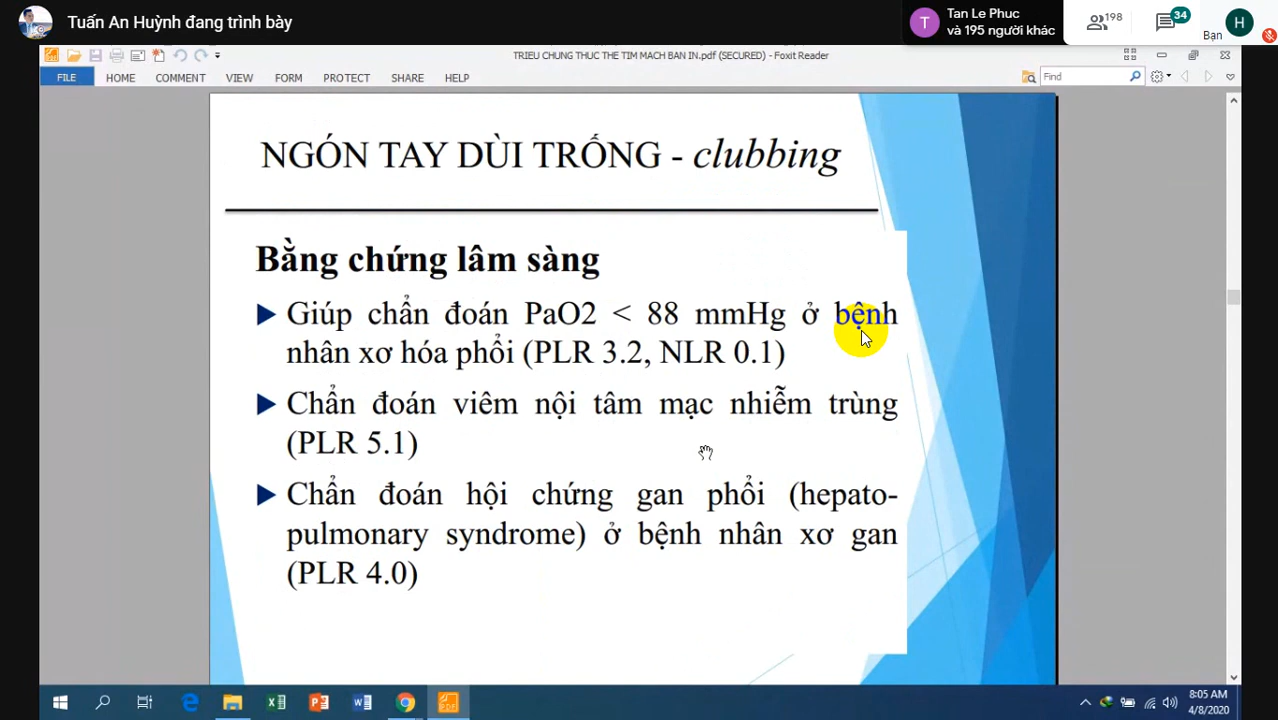 Tuấn An Huỳnh đang trình bày
T
Tan Le Phuc
và 195 người khác
198
34
Bạn
H
TRIEU CHUNG THUC THE TIM MACH BAN IN.pdf (SECURED) - Foxit Reader
FILE HOME COMMENT VIEW FORM PROTECT SHARE HELP
Find
NGÓN TAY DÙI TRỐNG - clubbing
Bằng chứng lâm sàng
Giúp chẩn đoán PaO2 < 88 mmHg ở bệnh
nhân xơ hóa phổi (PLR 3.2, NLR 0.1)
Chẩn đoán viêm nội tâm mạc nhiễm trùng
(PLR 5.1)
Chẩn đoán hội chứng gan phổi (hepato-
pulmonary syndrome) ở bệnh nhân xơ gan
(PLR 4.0)
8:05 AM
4/8/2020